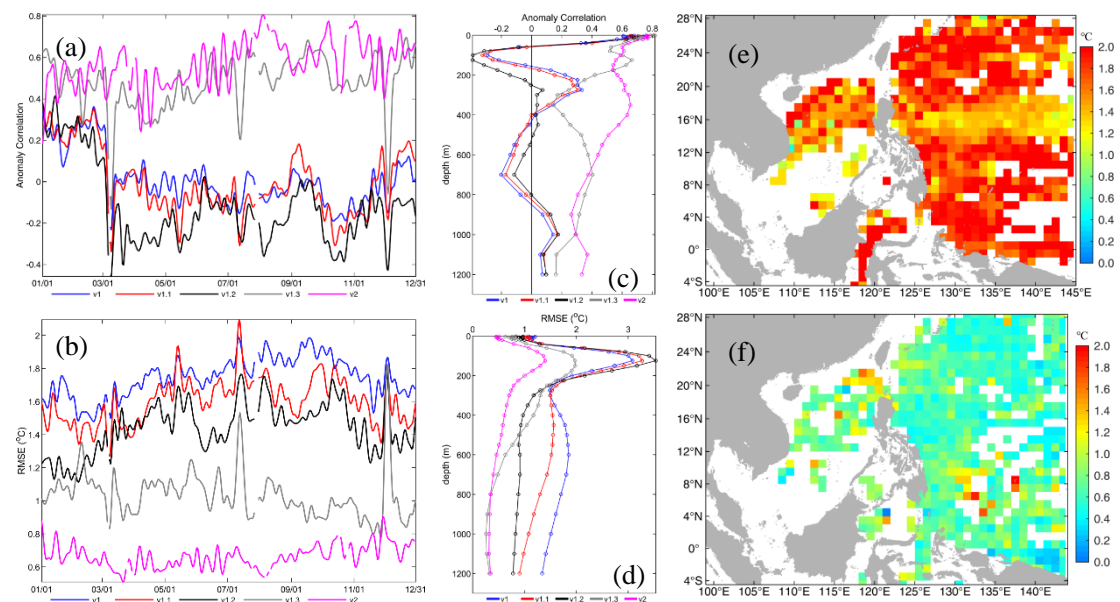 (a)
Anomaly Correlation
0.8
0.6
0.4
0.2
0
-0.2
-0.4
01/01 03/01 05/01 07/01 09/01 11/01 12/31
v1 v1.1 v1.2 v1.3 v2
(b)
RMSE (°C)
2
1.8
1.6
1.4
1.2
1
0.8
0.6
01/01 03/01 05/01 07/01 09/01 11/01 12/31
v1 v1.1 v1.2 v1.3 v2
Anomaly Correlation
0 0.2 0.4 0.6 0.8
depth (m)
0
200
400
600
800
1000
1200
(c)
v1 v1.1 v1.2 v1.3 v2
RMSE (°C)
0 1 2 3
depth (m)
0
200
400
600
800
1000
1200
(d)
v1 v1.1 v1.2 v1.3 v2
(e)
28°N
24°N
20°N
16°N
12°N
8°N
4°N
0°
4°S
100°E 105°E 110°E 115°E 120°E 125°E 130°E 135°E 140°E 145°E
°C
2.0
1.8
1.6
1.4
1.2
1.0
0.8
0.6
0.4
0.2
0.0
(f)
28°N
24°N
20°N
16°N
12°N
8°N
4°N
0°
4°S
100°E 105°E 110°E 115°E 120°E 125°E 130°E 135°E 140°E
°C
2.0
1.8
1.6
1.4
1.2
1.0
0.8
0.6
0.4
0.2
0.0